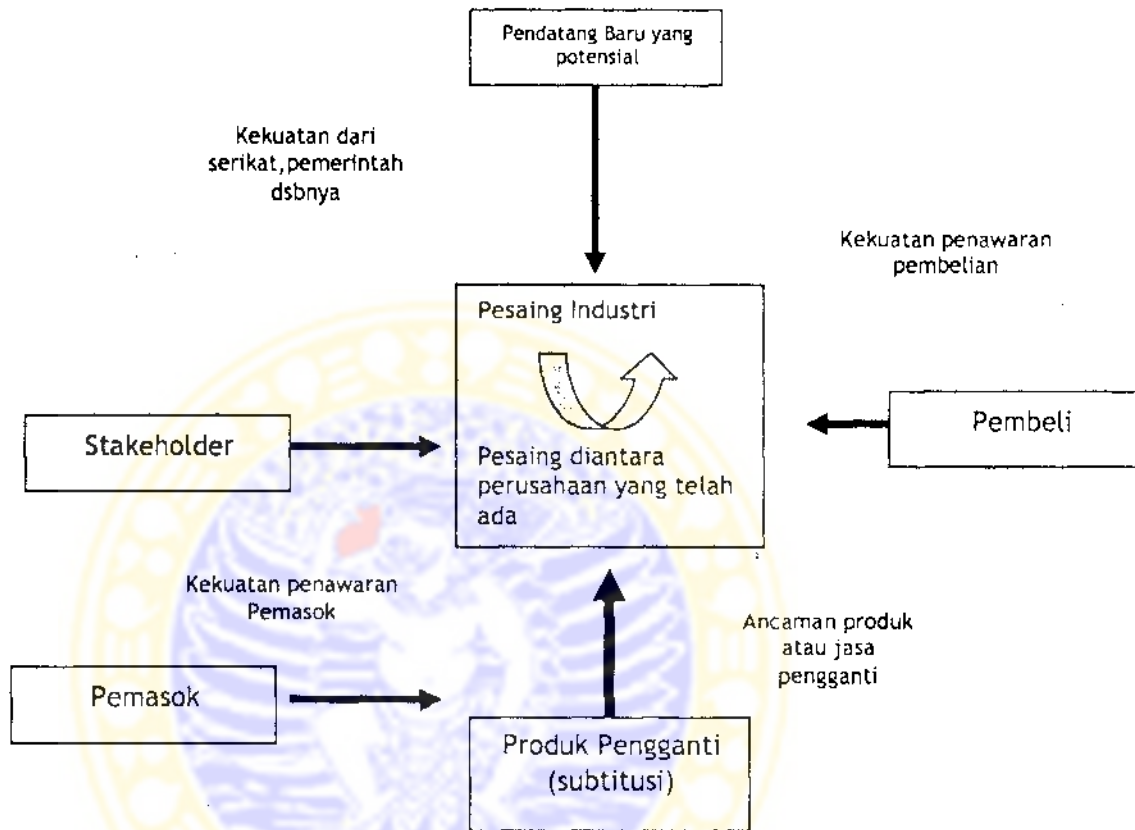 Pendatang Baru yang
potensial
Kekuatan dari
serikat,pemerintah
dsbnya
Kekuatan penawaran
pembelian
Pesaing Industri
Pembeli
Stakeholder
Pesaing diantara
perusahaan yang telah
ada
Kekuatan penawaran
Pemasok
Ancaman produk
atau jasa
pengganti
Pemasok
Produk Pengganti
(subtitusi)